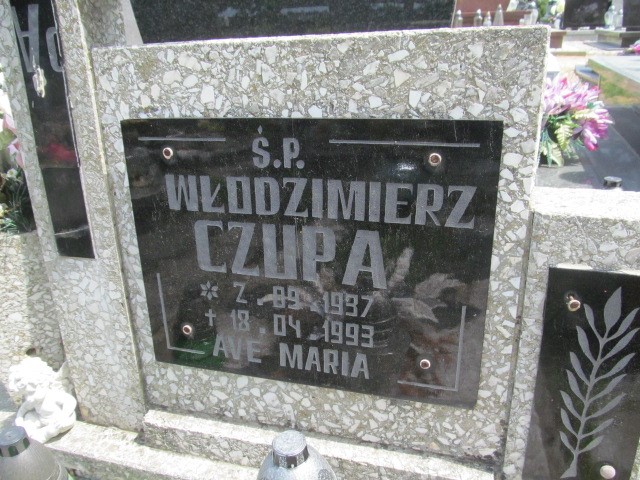 Ś.P.
WŁODZIMIERZ
CZUPA
* 2.09.1937
† 18.04.1993
AVE MARIA